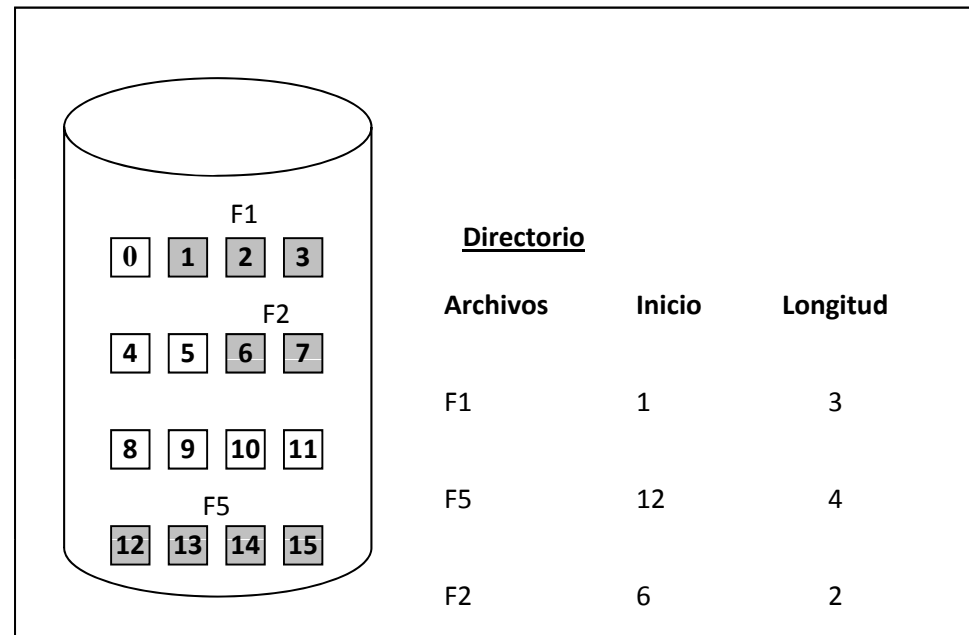 F1
0 1 2 3
F2
4 5 6 7
8 9 10 11
F5
12 13 14 15
Directorio
Archivos Inicio Longitud
F1 1 3
F5 12 4
F2 6 2